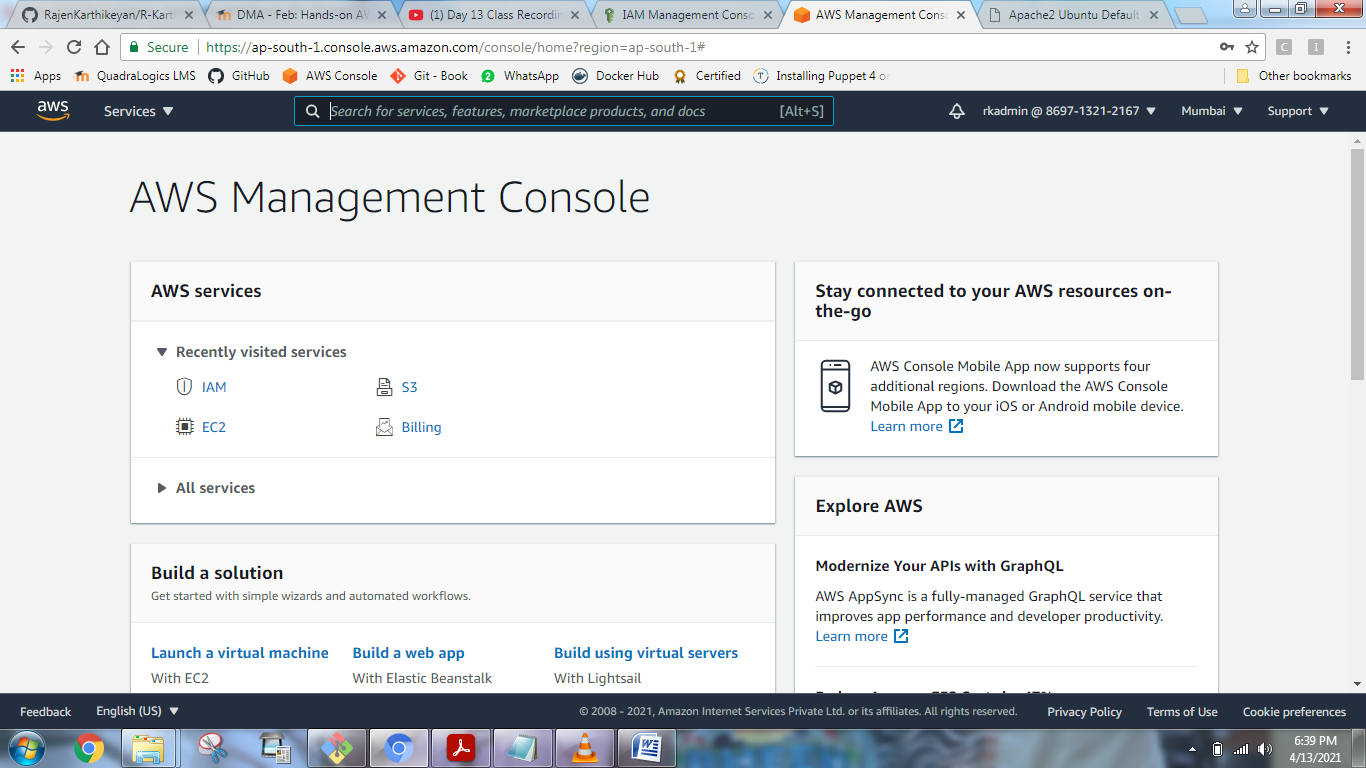 RajenKarthikeyan/R-Kart
DMA - Feb: Hands-on AW
(1) Day 13 Class Recordin
IAM Management Conso
AWS Management Conso
Apache2 Ubuntu Default
Secure https://ap-south-1.console.aws.amazon.com/console/home?region=ap-south-1#
Apps QuadraLogics LMS GitHub AWS Console Git - Book 2 WhatsApp Docker Hub Certified Installing Puppet 4 o Other bookmarks
aws Services Search for services, features, marketplace products, and docs [Alt+S] rkadmin @ 8697-1321-2167 Mumbai Support
AWS Management Console
AWS services
Recently visited services
IAM S3
EC2 Billing
All services
Build a solution
Get started with simple wizards and automated workflows.
Launch a virtual machine Build a web app Build using virtual servers
With EC2 With Elastic Beanstalk With Lightsail
Stay connected to your AWS resources on-
the-go
AWS Console Mobile App now supports four
additional regions. Download the AWS Console
Mobile App to your iOS or Android mobile device.
Learn more
Explore AWS
Modernize Your APIs with GraphQL
AWS AppSync is a fully-managed GraphQL service that
improves app performance and developer productivity.
Learn more
Feedback English (US) © 2008 - 2021, Amazon Internet Services Private Ltd. or its affiliates. All rights reserved. Privacy Policy Terms of Use Cookie preferences
6:39 PM
4/13/2021